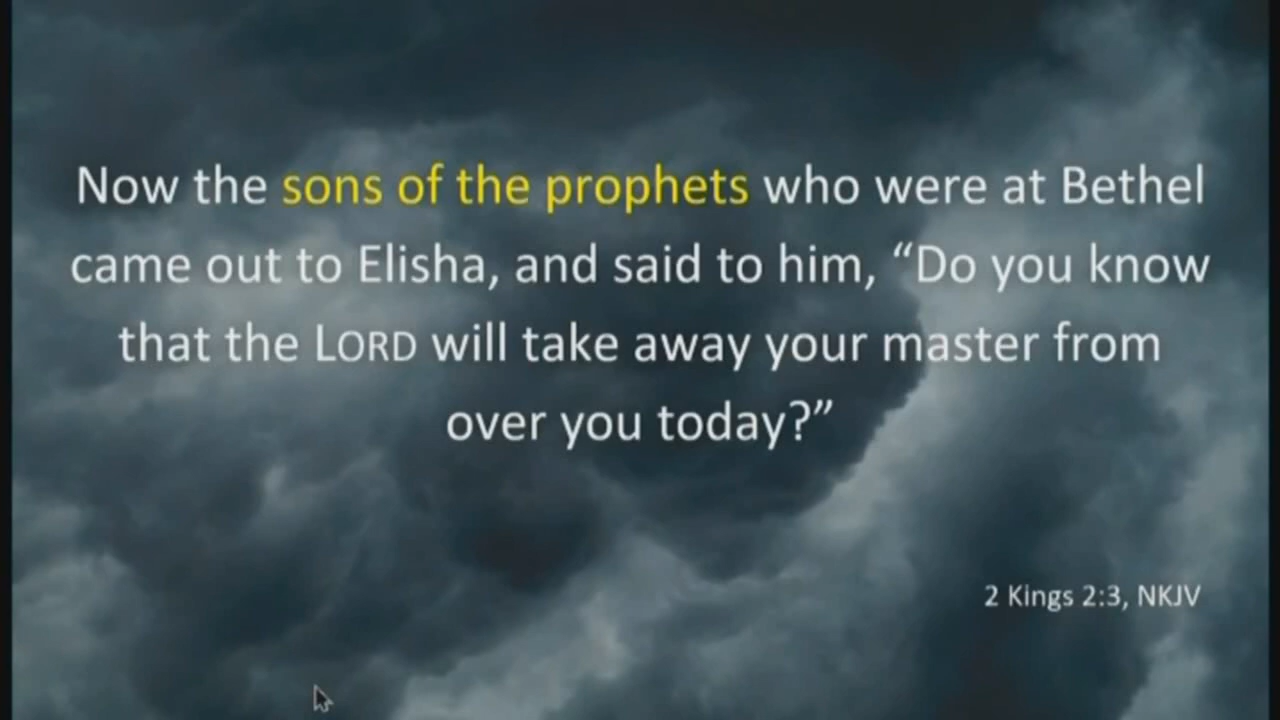 Now the sons of the prophets who were at Bethel
came out to Elisha, and said to him, “Do you know
that the LORD will take away your master from
over you today?”
2 Kings 2:3, NKJV